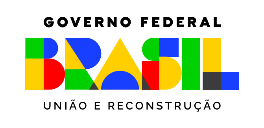 GOVERNO FEDERAL
BRASIL
UNIÃO E RECONSTRUÇÃO